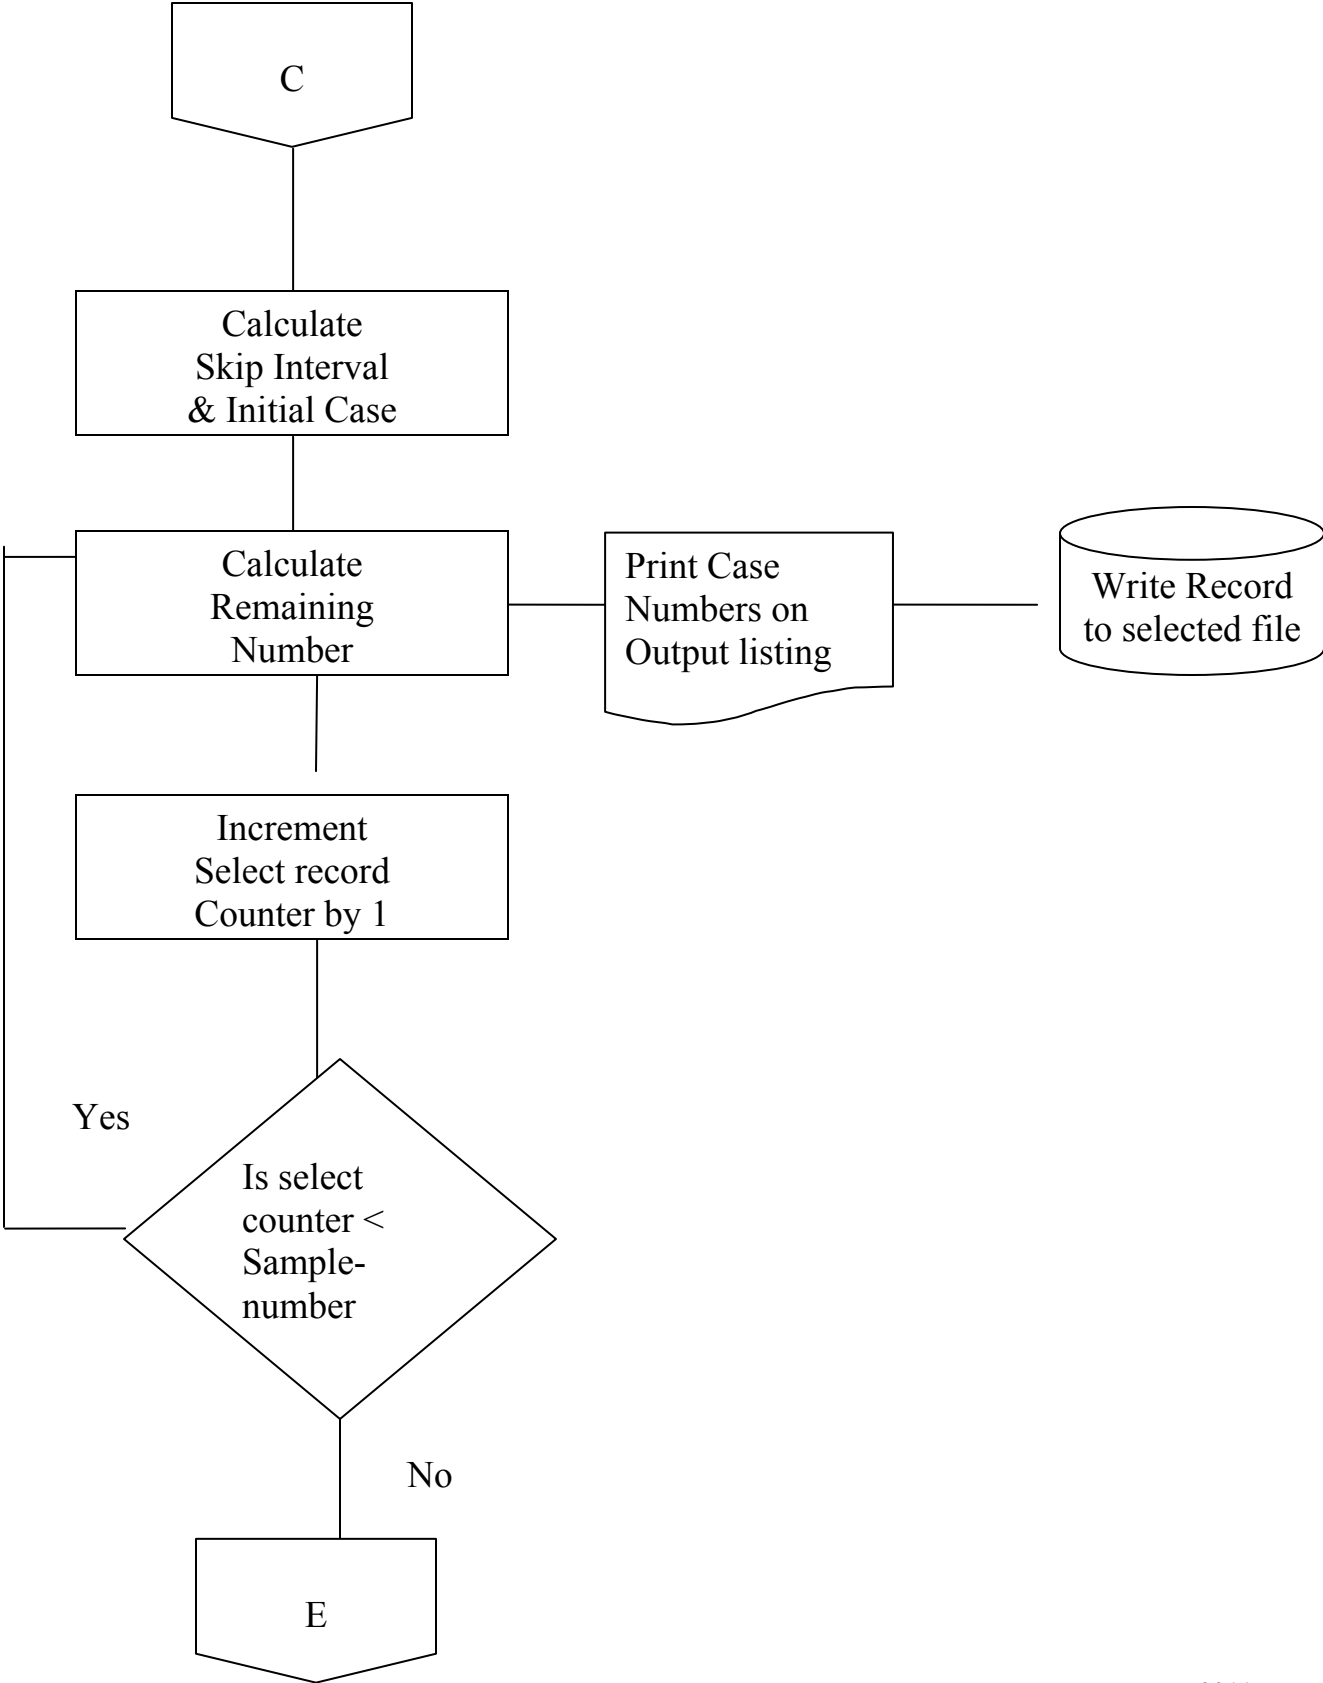 C
Calculate
Skip Interval
& Initial Case
Calculate
Remaining
Number
Print Case
Numbers on
Output listing
Write Record
to selected file
Increment
Select record
Counter by 1
Yes
Is select
counter <
Sample-
number
No
E